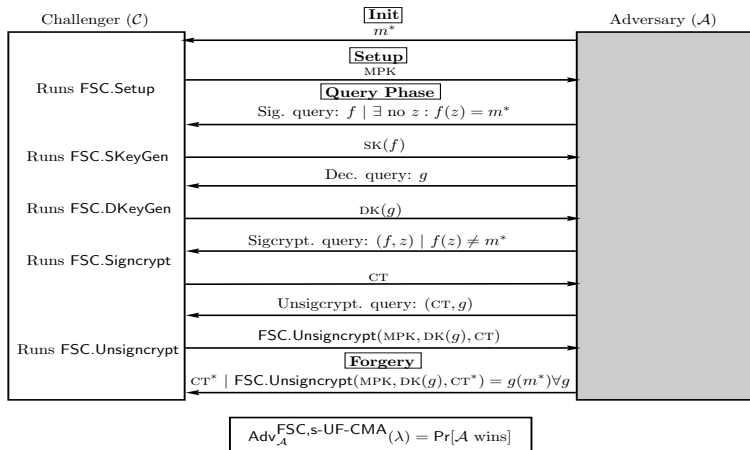 Challenger (𝒞)
Adversary (𝒜)
Init
m*
Setup
MPK
Runs FSC.Setup
Query Phase
Sig. query: f | ∃ no z : f(z) = m*
SK(f)
Runs FSC.SKeyGen
Dec. query: g
Runs FSC.DKeyGen
DK(g)
Sigcrypt. query: (f, z) | f(z) ≠ m*
Runs FSC.Signcrypt
CT
Unsigcrypt. query: (CT, g)
Runs FSC.Unsigncrypt
FSC.Unsigncrypt(MPK, DK(g), CT)
Forgery
CT* | FSC.Unsigncrypt(MPK, DK(g), CT*) = g(m*)∀g
Adv_𝒜^FSC,s-UF-CMA(λ) = Pr[𝒜 wins]